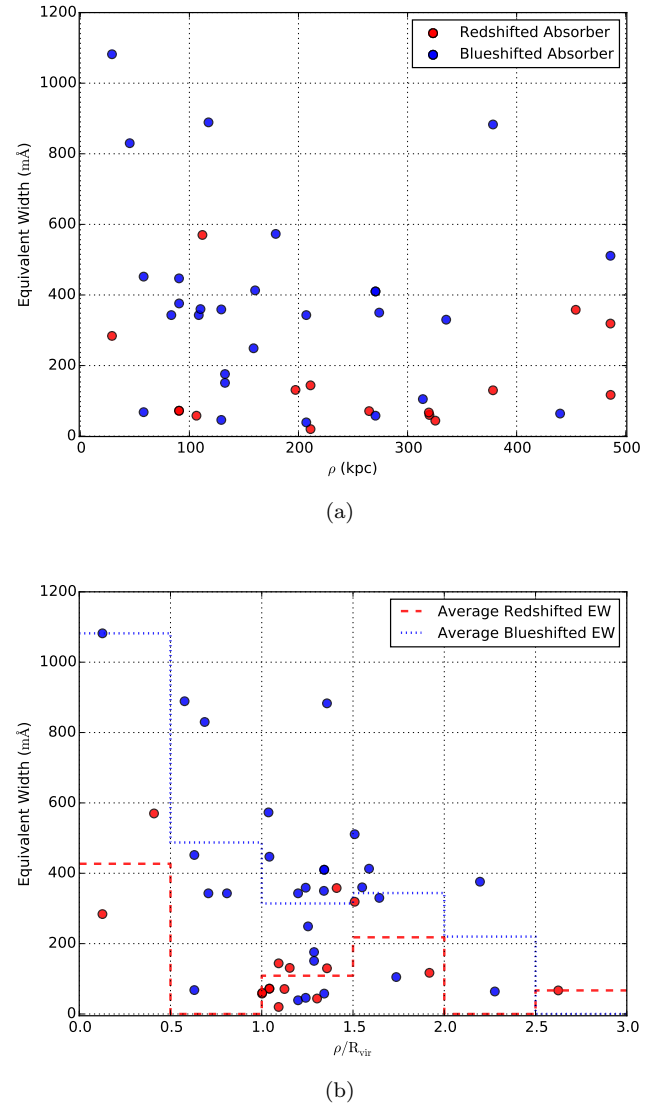 1200
1000
800
600
400
200
0
Equivalent Width (mÅ)
Redshifted Absorber
Blueshifted Absorber
0 100 200 300 400 500
ρ (kpc)
(a)
1200
1000
800
600
400
200
0
Equivalent Width (mÅ)
Average Redshifted EW
Average Blueshifted EW
0.0 0.5 1.0 1.5 2.0 2.5 3.0
ρ/R_vir
(b)